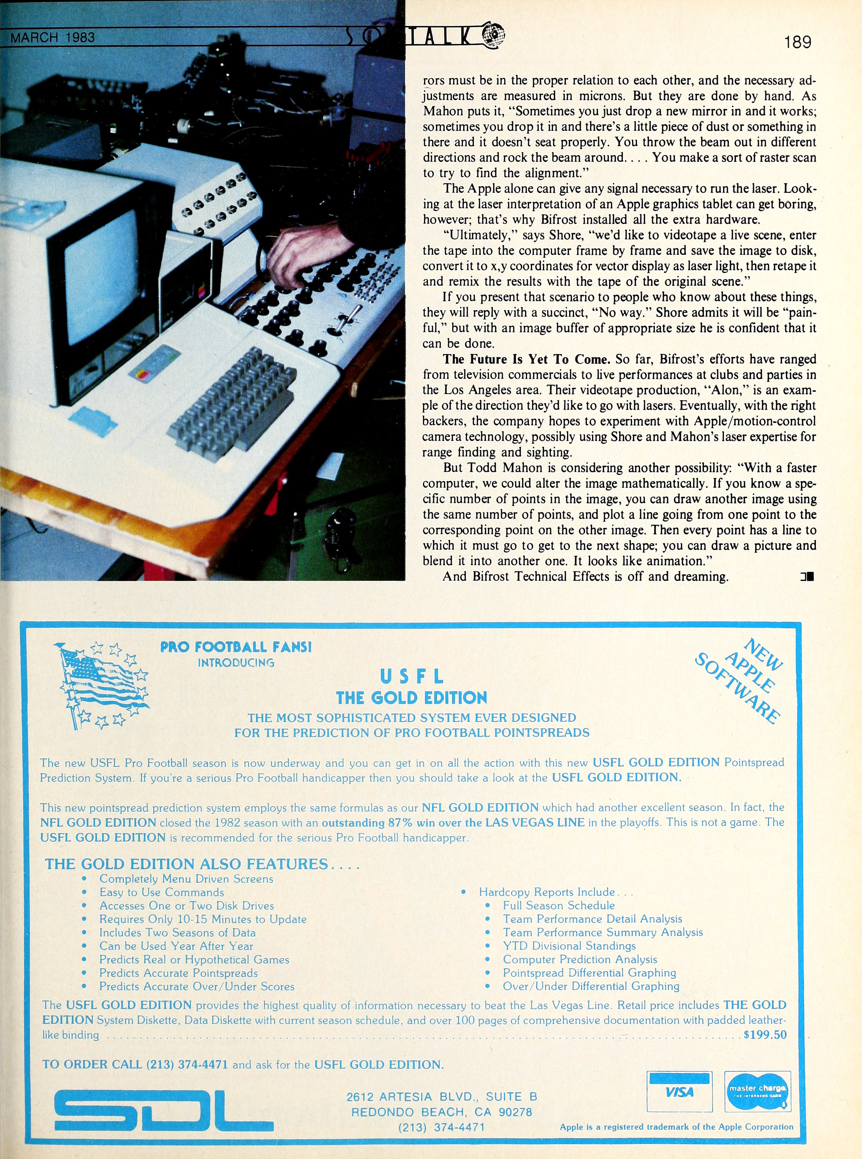 MARCH 1983
SOFTALK
189
rors must be in the proper relation to each other, and the necessary ad-
justments are measured in microns. But they are done by hand. As
Mahon puts it, “Sometimes you just drop a new mirror in and it works;
sometimes you drop it in and there’s a little piece of dust or something in
there and it doesn’t seat properly. You throw the beam out in different
directions and rock the beam around. . . . You make a sort of raster scan
to try to find the alignment.”
The Apple alone can give any signal necessary to run the laser. Look-
ing at the laser interpretation of an Apple graphics tablet can get boring,
however; that’s why Bifrost installed all the extra hardware.
“Ultimately,” says Shore, “we’d like to videotape a live scene, enter
the tape into the computer frame by frame and save the image to disk,
convert it to x,y coordinates for vector display as laser light, then retape it
and remix the results with the tape of the original scene.”
If you present that scenario to people who know about these things,
they will reply with a succinct, “No way.” Shore admits it will be “pain-
ful,” but with an image buffer of appropriate size he is confident that it
can be done.
The Future Is Yet To Come. So far, Bifrost’s efforts have ranged
from television commercials to live performances at clubs and parties in
the Los Angeles area. Their videotape production, “Alon,” is an exam-
ple of the direction they’d like to go with lasers. Eventually, with the right
backers, the company hopes to experiment with Apple/motion-control
camera technology, possibly using Shore and Mahon’s laser expertise for
range finding and sighting.
But Todd Mahon is considering another possibility: “With a faster
computer, we could alter the image mathematically. If you know a spe-
cific number of points in the image, you can draw another image using
the same number of points, and plot a line going from one point to the
corresponding point on the other image. Then every point has a line to
which it must go to get to the next shape; you can draw a picture and
blend it into another one. It looks like animation.”
And Bifrost Technical Effects is off and dreaming.
PRO FOOTBALL FANS!
INTRODUCING
USFL
THE GOLD EDITION
NEW
APPLE
SOFTWARE
THE MOST SOPHISTICATED SYSTEM EVER DESIGNED
FOR THE PREDICTION OF PRO FOOTBALL POINTSPREADS
The new USFL Pro Football season is now underway and you can get in on all the action with this new USFL GOLD EDITION Pointspread
Prediction System. If you're a serious Pro Football handicapper then you should take a look at the USFL GOLD EDITION.
This new pointspread prediction system employs the same formulas as our NFL GOLD EDITION which had another excellent season. In fact, the
NFL GOLD EDITION closed the 1982 season with an outstanding 87% win over the LAS VEGAS LINE in the playoffs. This is not a game. The
USFL GOLD EDITION is recommended for the serious Pro Football handicapper.
THE GOLD EDITION ALSO FEATURES . . . .
• Completely Menu Driven Screens
• Easy to Use Commands
• Accesses One or Two Disk Drives
• Requires Only 10-15 Minutes to Update
• Includes Two Seasons of Data
• Can be Used Year After Year
• Predicts Real or Hypothetical Games
• Predicts Accurate Pointspreads
• Predicts Accurate Over/Under Scores
• Hardcopy Reports Include . . .
• Full Season Schedule
• Team Performance Detail Analysis
• Team Performance Summary Analysis
• YTD Divisional Standings
• Computer Prediction Analysis
• Pointspread Differential Graphing
• Over/Under Differential Graphing
The USFL GOLD EDITION provides the highest quality of information necessary to beat the Las Vegas Line. Retail price includes THE GOLD
EDITION System Diskette, Data Diskette with current season schedule, and over 100 pages of comprehensive documentation with padded leather-
like binding . . . . . . . . . . $199.50
TO ORDER CALL (213) 374-4471 and ask for the USFL GOLD EDITION.
SDL
2612 ARTESIA BLVD., SUITE B
REDONDO BEACH, CA 90278
(213) 374-4471
VISA
master charge
THE INTERBANK CARD
Apple is a registered trademark of the Apple Corporation